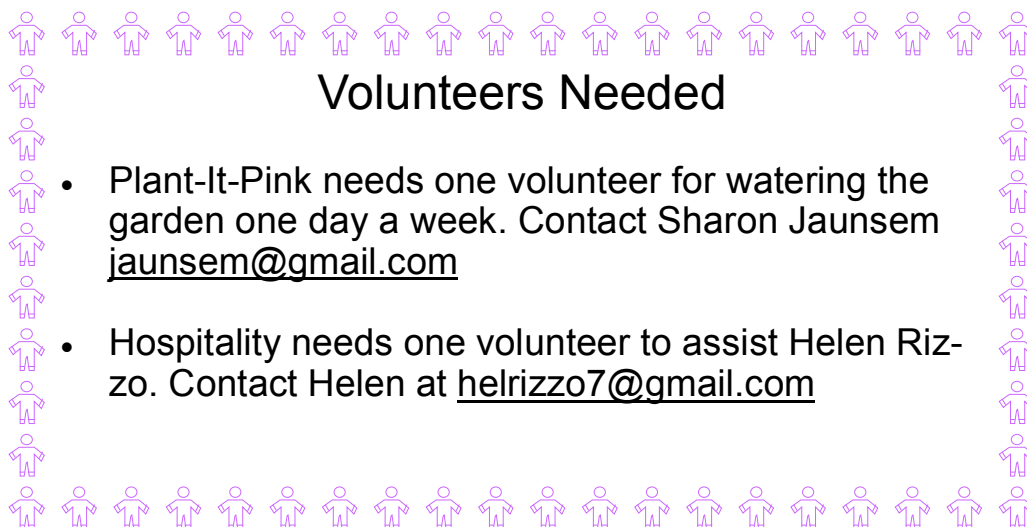 Volunteers Needed
• Plant-It-Pink needs one volunteer for watering the
garden one day a week. Contact Sharon Jaunsem
jaunsem@gmail.com
• Hospitality needs one volunteer to assist Helen Riz-
zo. Contact Helen at helrizzo7@gmail.com